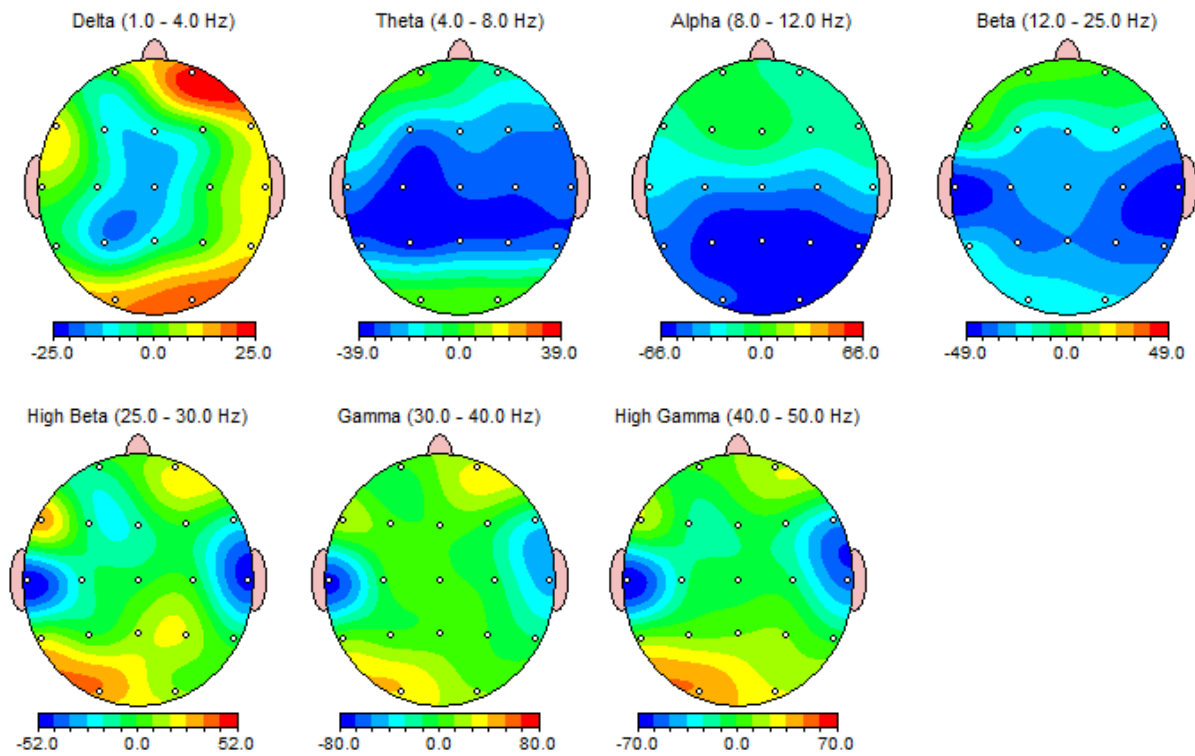 Delta (1.0 - 4.0 Hz)
Theta (4.0 - 8.0 Hz)
Alpha (8.0 - 12.0 Hz)
Beta (12.0 - 25.0 Hz)
-25.0 0.0 25.0
-39.0 0.0 39.0
-66.0 0.0 66.0
-49.0 0.0 49.0
High Beta (25.0 - 30.0 Hz)
Gamma (30.0 - 40.0 Hz)
High Gamma (40.0 - 50.0 Hz)
-52.0 0.0 52.0
-80.0 0.0 80.0
-70.0 0.0 70.0